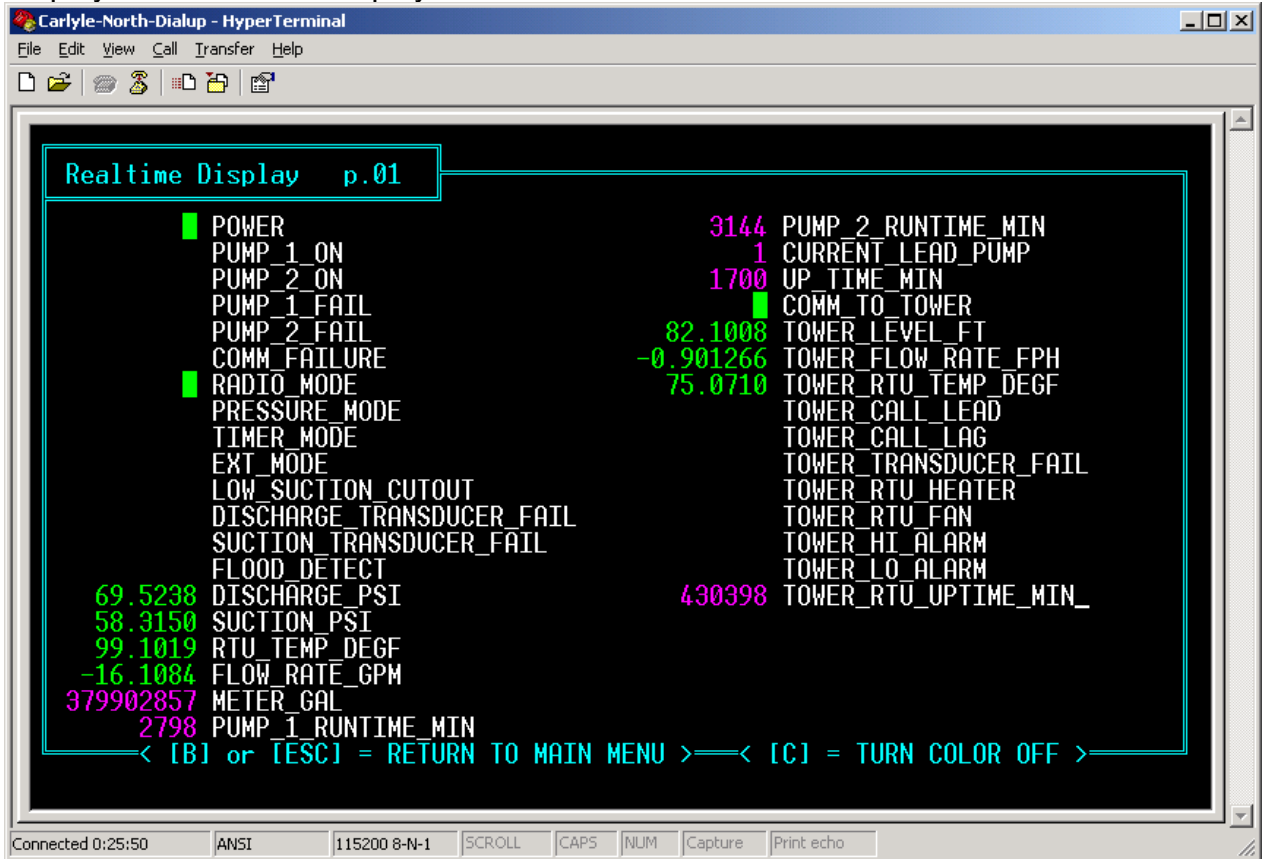 Carlyle-North-Dialup - HyperTerminal
File Edit View Call Transfer Help
Realtime Display p.01
POWER
PUMP_1_ON
PUMP_2_ON
PUMP_1_FAIL
PUMP_2_FAIL
COMM_FAILURE
RADIO_MODE
PRESSURE_MODE
TIMER_MODE
EXT_MODE
LOW_SUCTION_CUTOUT
DISCHARGE_TRANSDUCER_FAIL
SUCTION_TRANSDUCER_FAIL
FLOOD_DETECT
69.5238 DISCHARGE_PSI
58.3150 SUCTION_PSI
99.1019 RTU_TEMP_DEGF
-16.1084 FLOW_RATE_GPM
379902857 METER_GAL
2798 PUMP_1_RUNTIME_MIN
3144 PUMP_2_RUNTIME_MIN
1 CURRENT_LEAD_PUMP
1700 UP_TIME_MIN
COMM_TO_TOWER
82.1008 TOWER_LEVEL_FT
-0.901266 TOWER_FLOW_RATE_FPH
75.0710 TOWER_RTU_TEMP_DEGF
TOWER_CALL_LEAD
TOWER_CALL_LAG
TOWER_TRANSDUCER_FAIL
TOWER_RTU_HEATER
TOWER_RTU_FAN
TOWER_HI_ALARM
TOWER_LO_ALARM
430398 TOWER_RTU_UPTIME_MIN_
< [B] or [ESC] = RETURN TO MAIN MENU >══< [C] = TURN COLOR OFF >
Connected 0:25:50 ANSI 115200 8-N-1 SCROLL CAPS NUM Capture Print echo